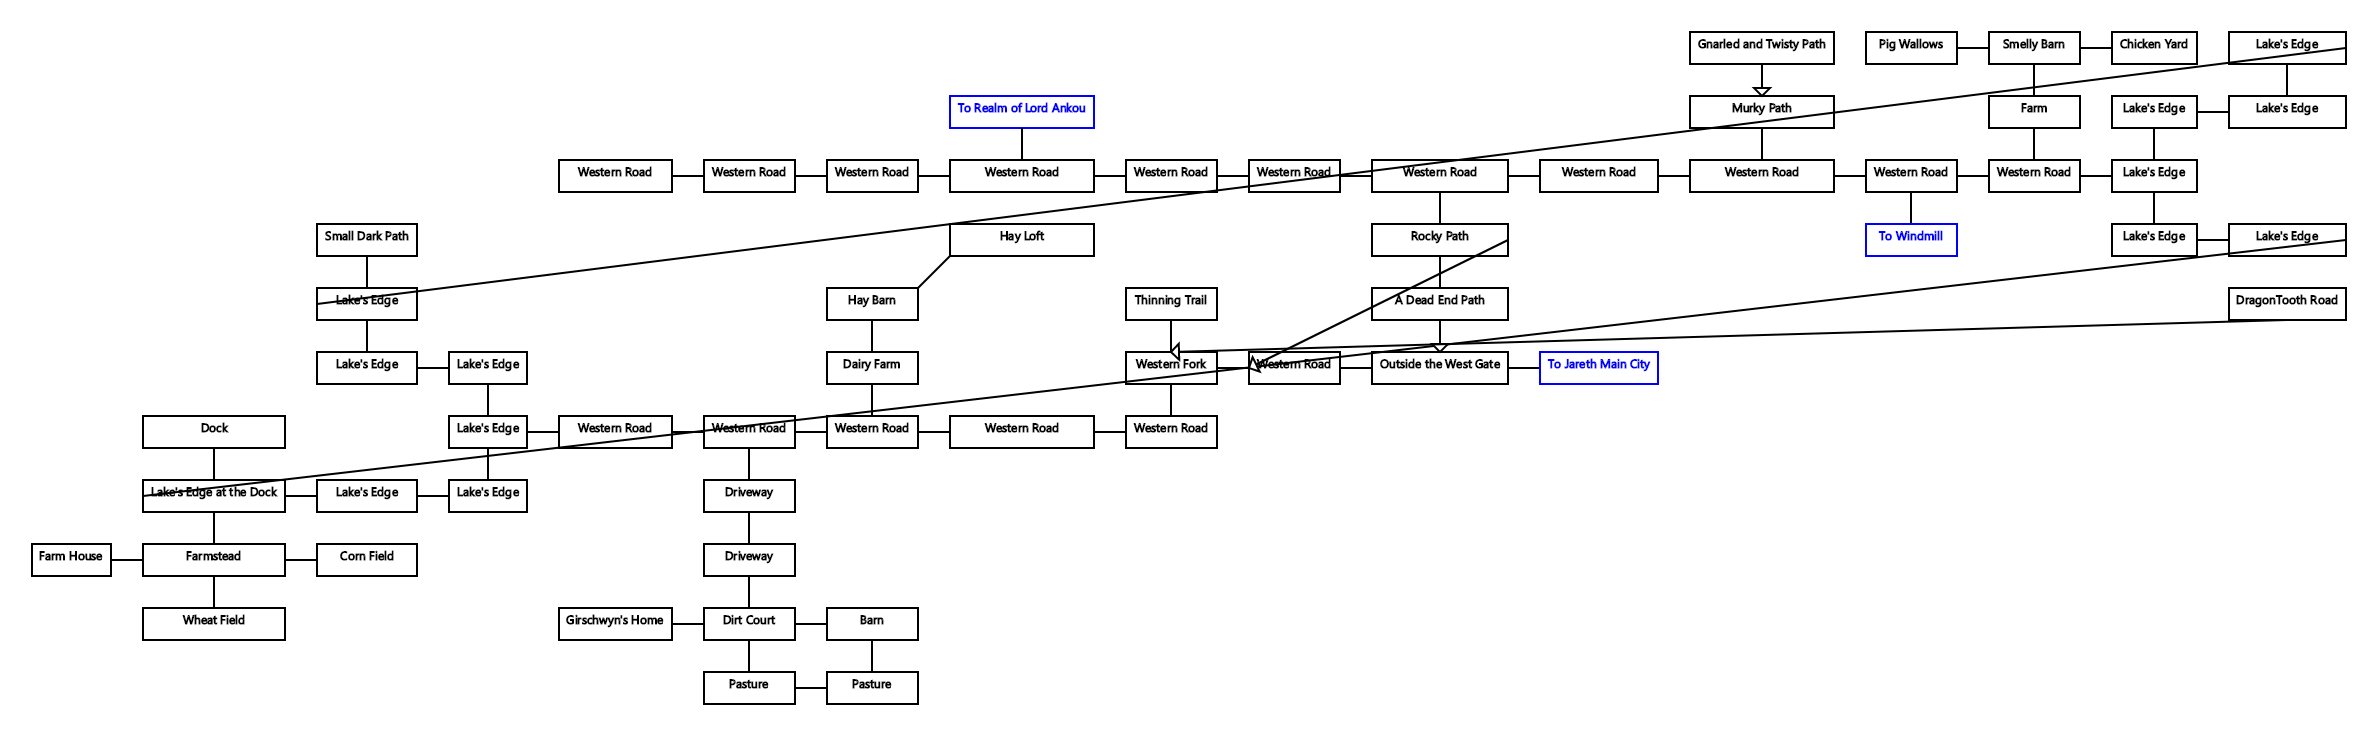 Gnarled and Twisty Path
Pig Wallows
Smelly Barn
Chicken Yard
Lake's Edge
To Realm of Lord Ankou
Murky Path
Farm
Lake's Edge
Lake's Edge
Western Road
Western Road
Western Road
Western Road
Western Road
Western Road
Western Road
Western Road
Western Road
Western Road
Western Road
Lake's Edge
Small Dark Path
Hay Loft
Rocky Path
To Windmill
Lake's Edge
Lake's Edge
Lake's Edge
Hay Barn
Thinning Trail
A Dead End Path
DragonTooth Road
Lake's Edge
Lake's Edge
Dairy Farm
Western Fork
Western Road
Outside the West Gate
To Jareth Main City
Dock
Lake's Edge
Western Road
Western Road
Western Road
Western Road
Western Road
Lake's Edge at the Dock
Lake's Edge
Lake's Edge
Driveway
Farm House
Farmstead
Corn Field
Driveway
Wheat Field
Girschwyn's Home
Dirt Court
Barn
Pasture
Pasture